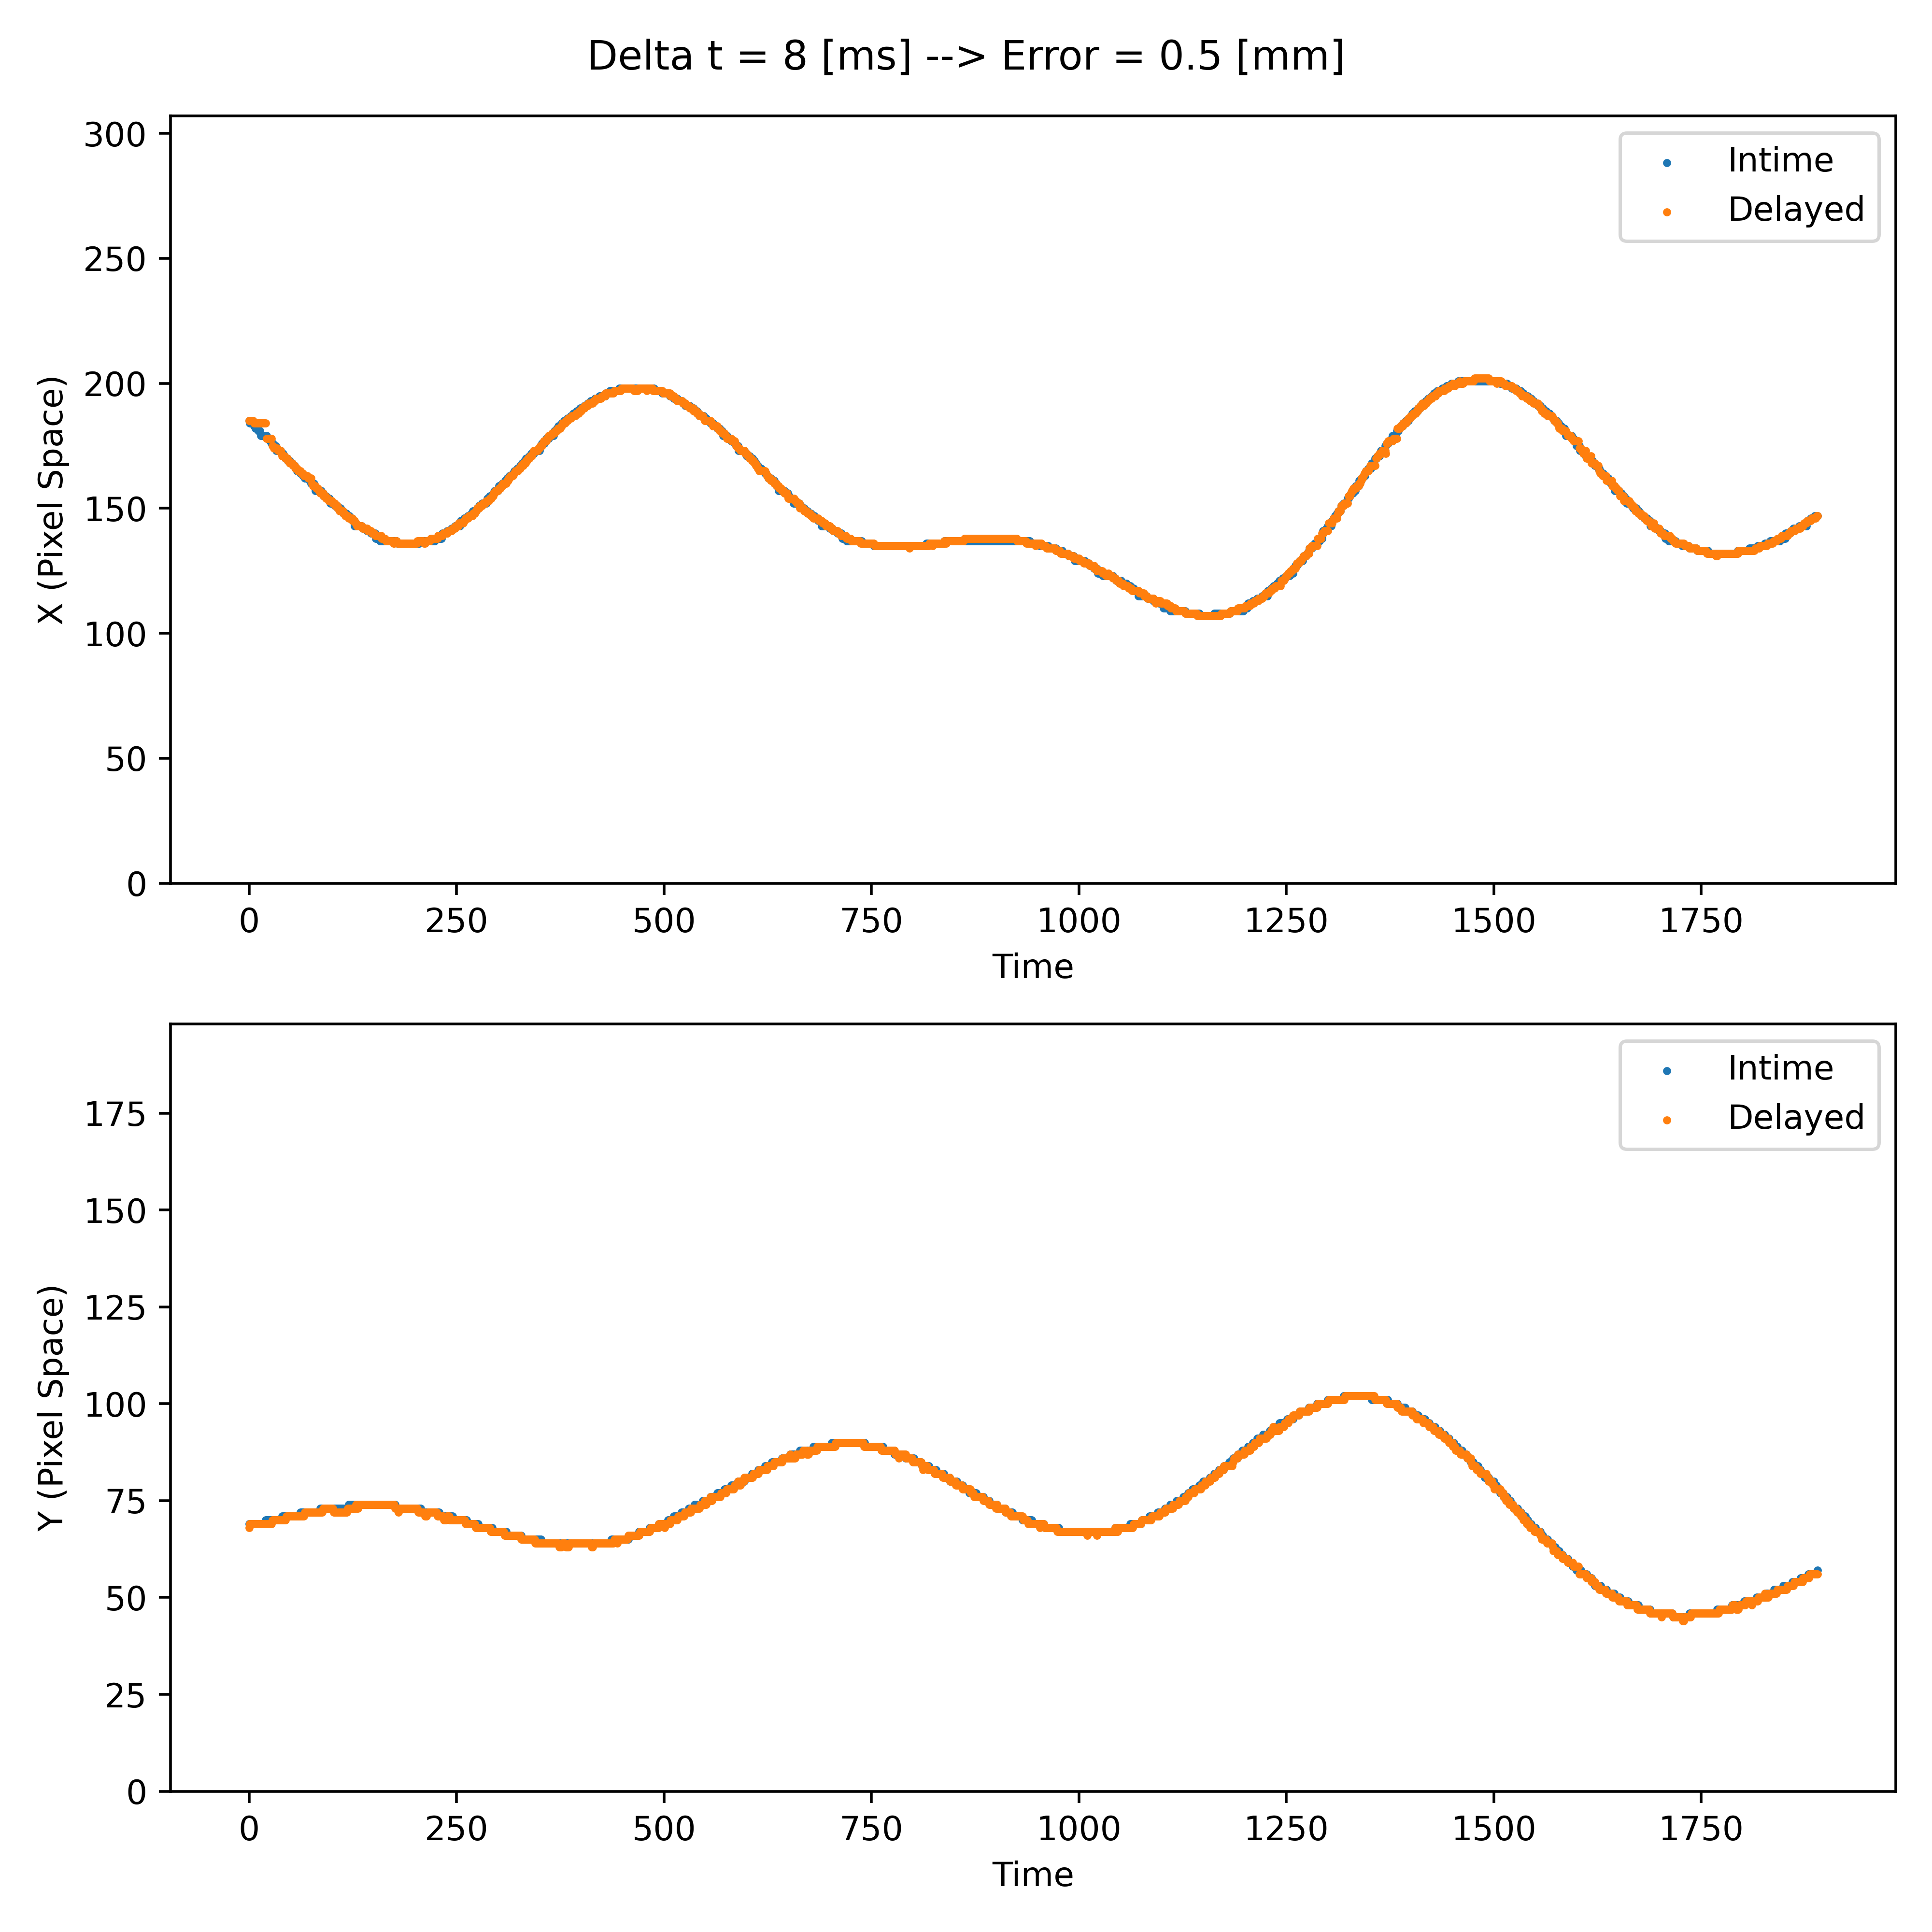 Delta t = 8 [ms] --> Error = 0.5 [mm]
300
250
200
150
100
50
0
X (Pixel Space)
Intime
Delayed
0 250 500 750 1000 1250 1500 1750
Time
175
150
125
100
75
50
25
0
Y (Pixel Space)
Intime
Delayed
0 250 500 750 1000 1250 1500 1750
Time